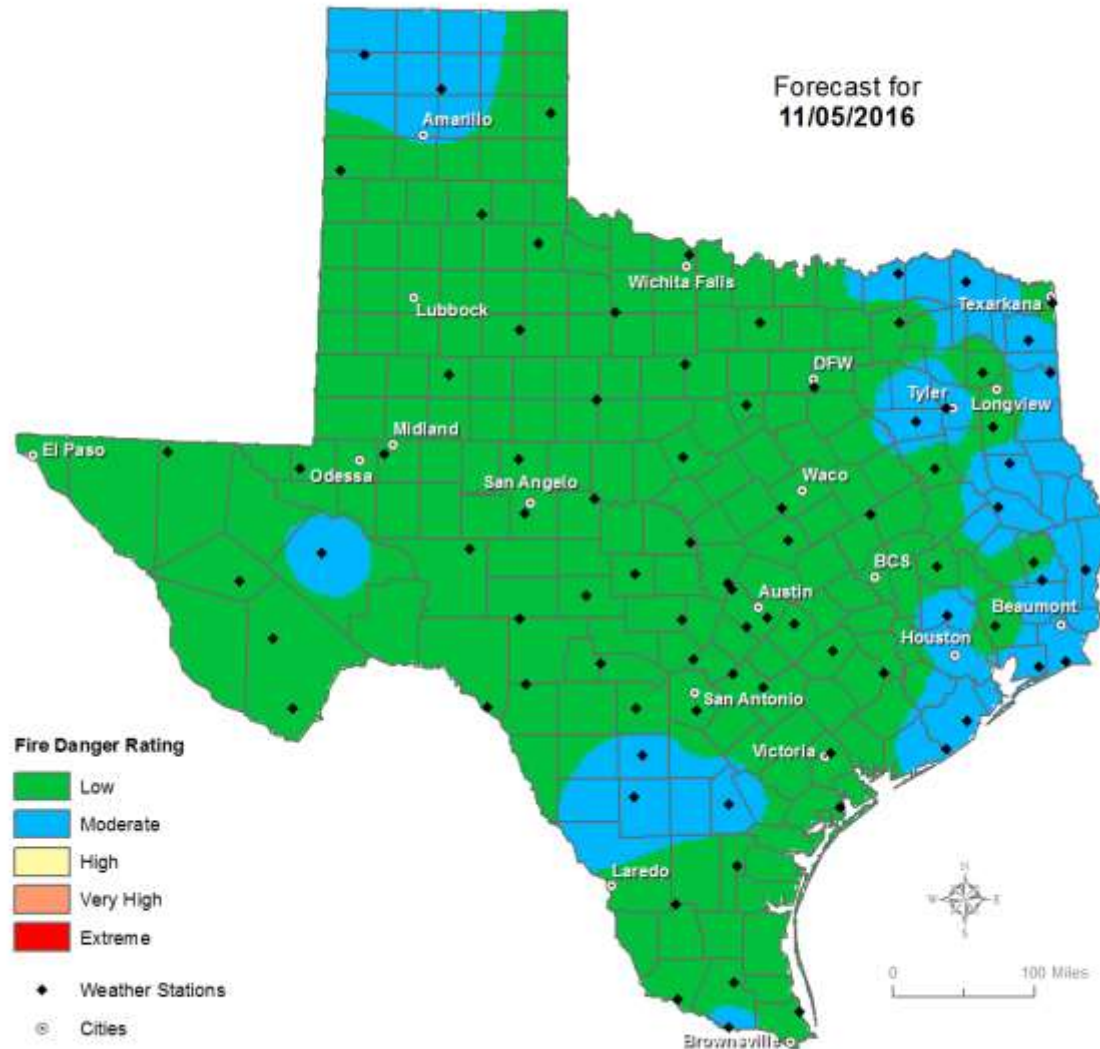 Forecast for
11/05/2016
Amarillo
Wichita Falls
Lubbock
Texarkana
DFW
Tyler
Longview
El Paso
Midland
Odessa
San Angelo
Waco
BCS
Austin
Beaumont
Houston
San Antonio
Victoria
Laredo
Brownsville
Fire Danger Rating
Low
Moderate
High
Very High
Extreme
Weather Stations
Cities
N
W E
S
0 100 Miles